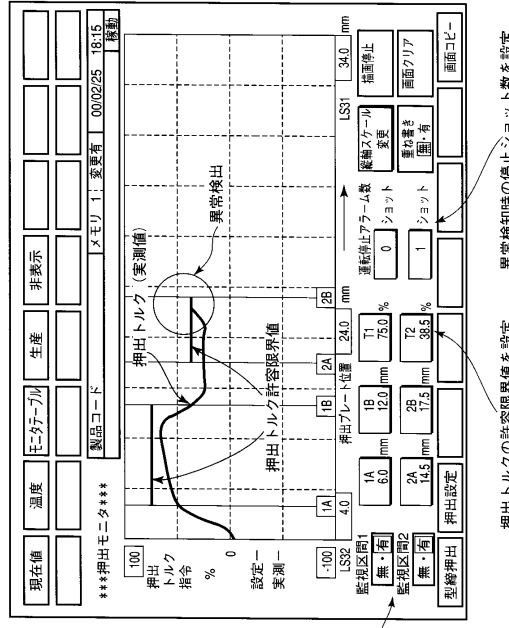 現在値 温度 モニタテーブル 生産 非表示
***押出モニタ*** 製品コード メモリ 1 変更有 00/02/25 18:15
稼動
100
押出
トルク
指令
%
0
設定ー
実測ー
-100
押出トルク(実測値)
異常検出
押出トルク許容限界値
1A 1B 2A 2B
LS32 4.0 押出プレート位置 24.0 mm LS31 34.0 mm
監視区間1
無・有
1A 6.0 mm
1B 12.0 mm
T1 75.0 %
監視区間2
無・有
2A 14.5 mm
2B 17.5 mm
T2 38.5 %
運転停止アラーム数
0 ショット
1 ショット
縦軸スケール
変更
描画停止
重ね書き
無・有
画面クリア
型締押出 押出設定 画面コピー
押出トルクの許容限界値を設定
異常検知時の停止ショット数を設定